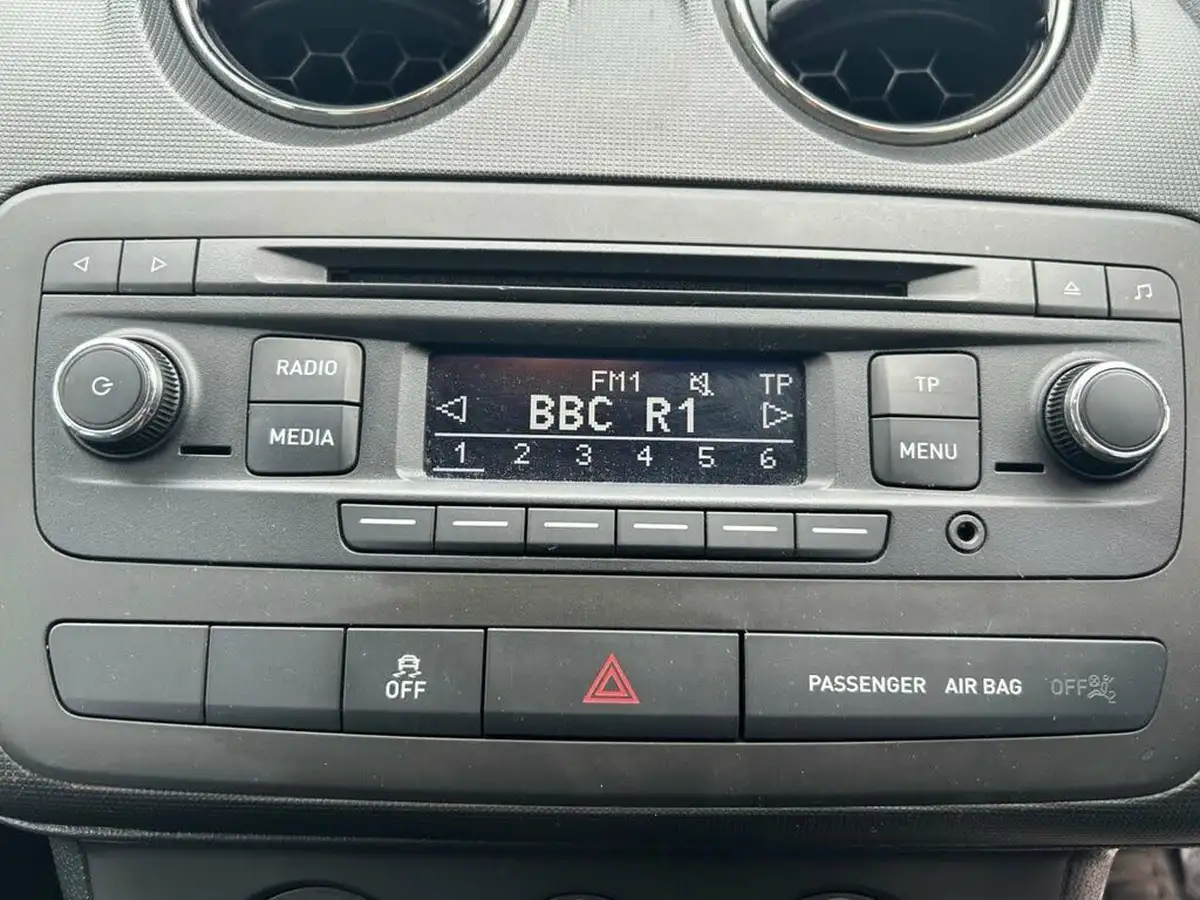 RADIO
MEDIA
FM1 TP
BBC R1
1 2 3 4 5 6
TP
MENU
OFF
PASSENGER AIR BAG OFF 2